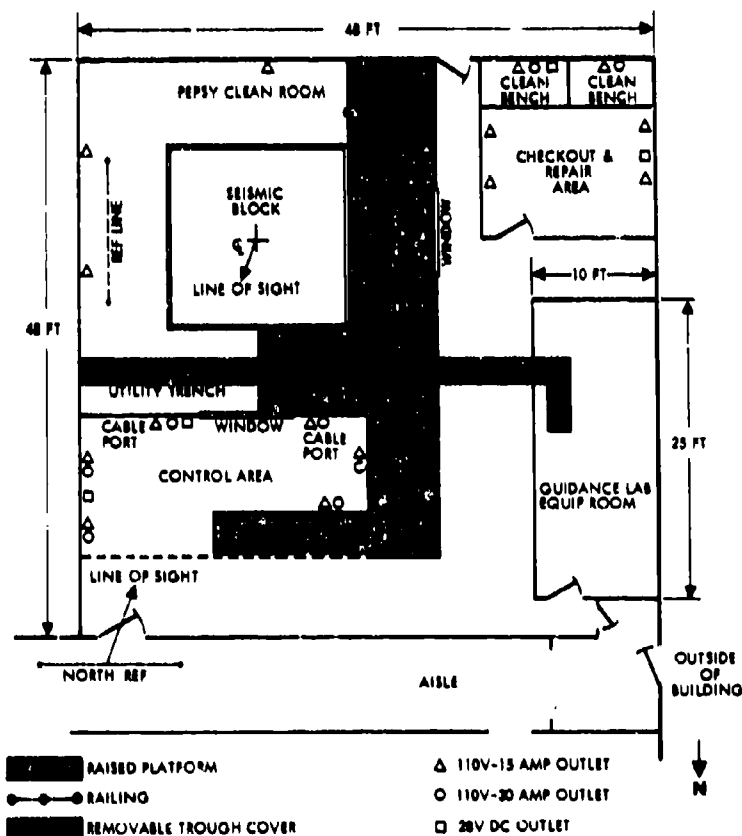 48 FT
PEPSY CLEAN ROOM
CLEAN
BENCH
CLEAN
BENCH
CHECKOUT &
REPAIR
AREA
SEISMIC
BLOCK
℄
LINE OF SIGHT
REF LINE
WINDOW
10 FT
48 FT
UTILITY TRENCH
CABLE
PORT
WINDOW
CABLE
PORT
CONTROL AREA
25 FT
GUIDANCE LAB
EQUIP ROOM
LINE OF SIGHT
NORTH REF
AISLE
OUTSIDE
OF
BUILDING
RAISED PLATFORM
RAILING
REMOVABLE TROUGH COVER
110V-15 AMP OUTLET
110V-30 AMP OUTLET
28V DC OUTLET
N